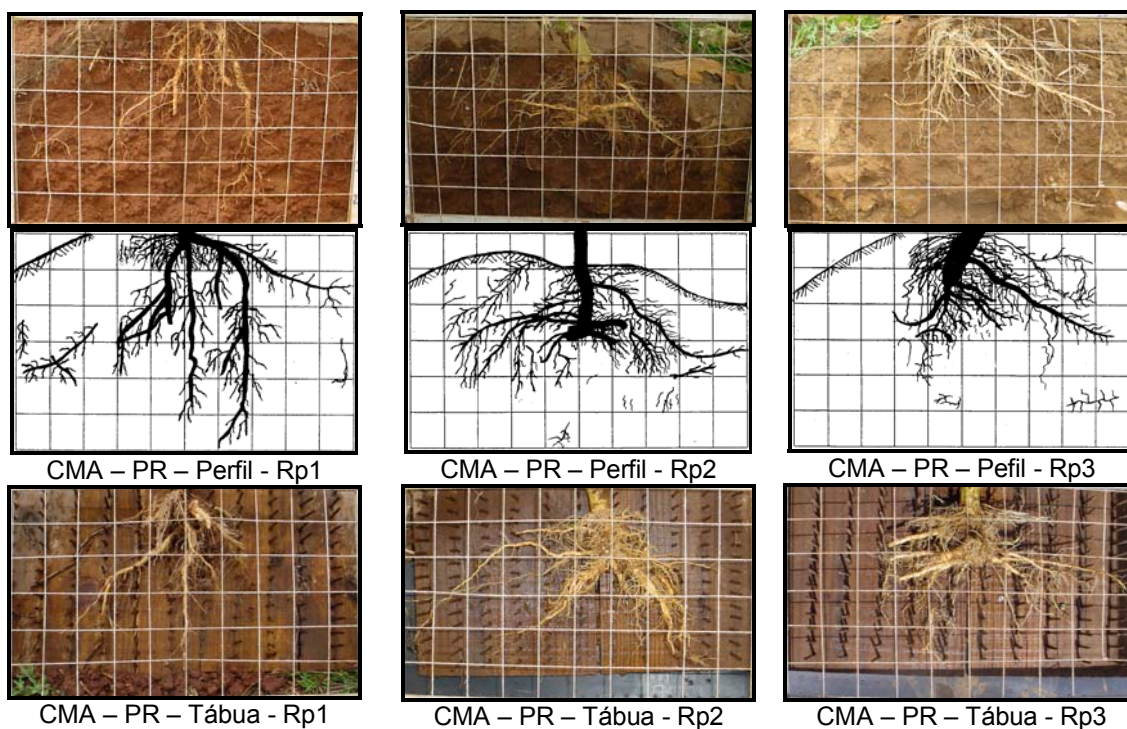 CMA – PR – Perfil - Rp1
CMA – PR – Perfil - Rp2
CMA – PR – Pefil - Rp3
CMA – PR – Tábua - Rp1
CMA – PR – Tábua - Rp2
CMA – PR – Tábua - Rp3